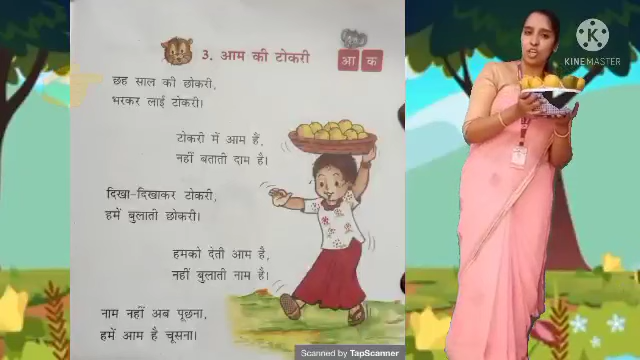 3. आम की टोकरी
आ क
छह साल की छोकरी,
भरकर लाई टोकरी।
टोकरी में आम हैं,
नहीं बताती दाम है।
दिखा-दिखाकर टोकरी,
हमें बुलाती छोकरी।
हमको देती आम है,
नहीं बुलाती नाम है।
नाम नहीं अब पूछना,
हमें आम है चूसना।
Scanned by TapScanner
KINEMASTER